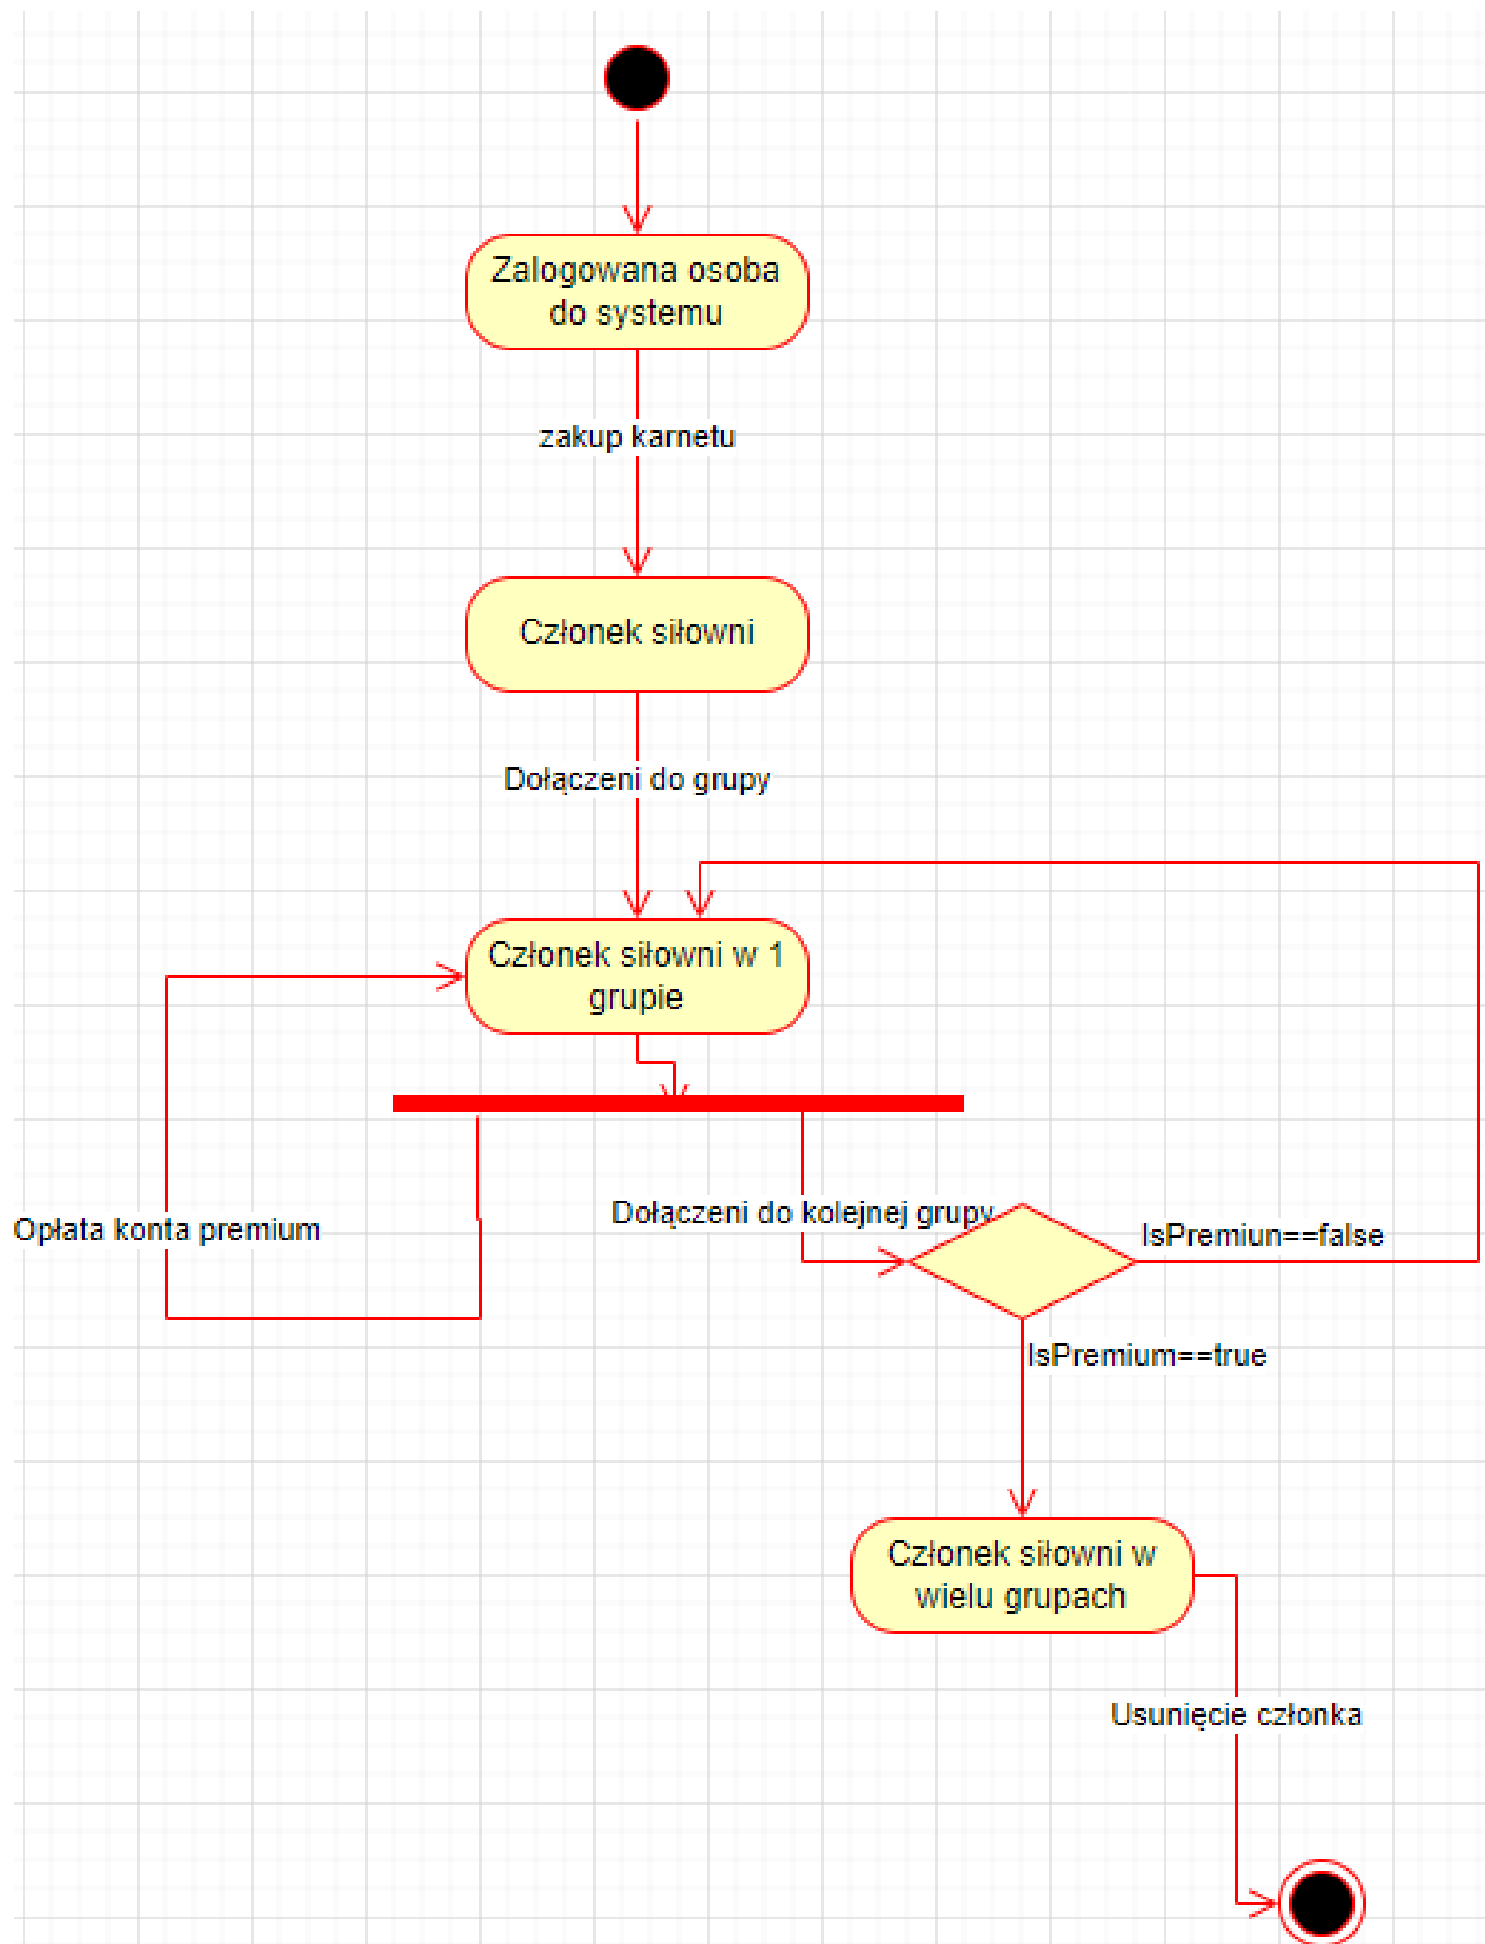 Zalogowana osoba
do systemu
zakup karnetu
Członek siłowni
Dołączeni do grupy
Członek siłowni w 1
grupie
Dołączeni do kolejnej grupy
Opłata konta premium
IsPremiun==false
IsPremium==true
Członek siłowni w
wielu grupach
Usunięcie członka